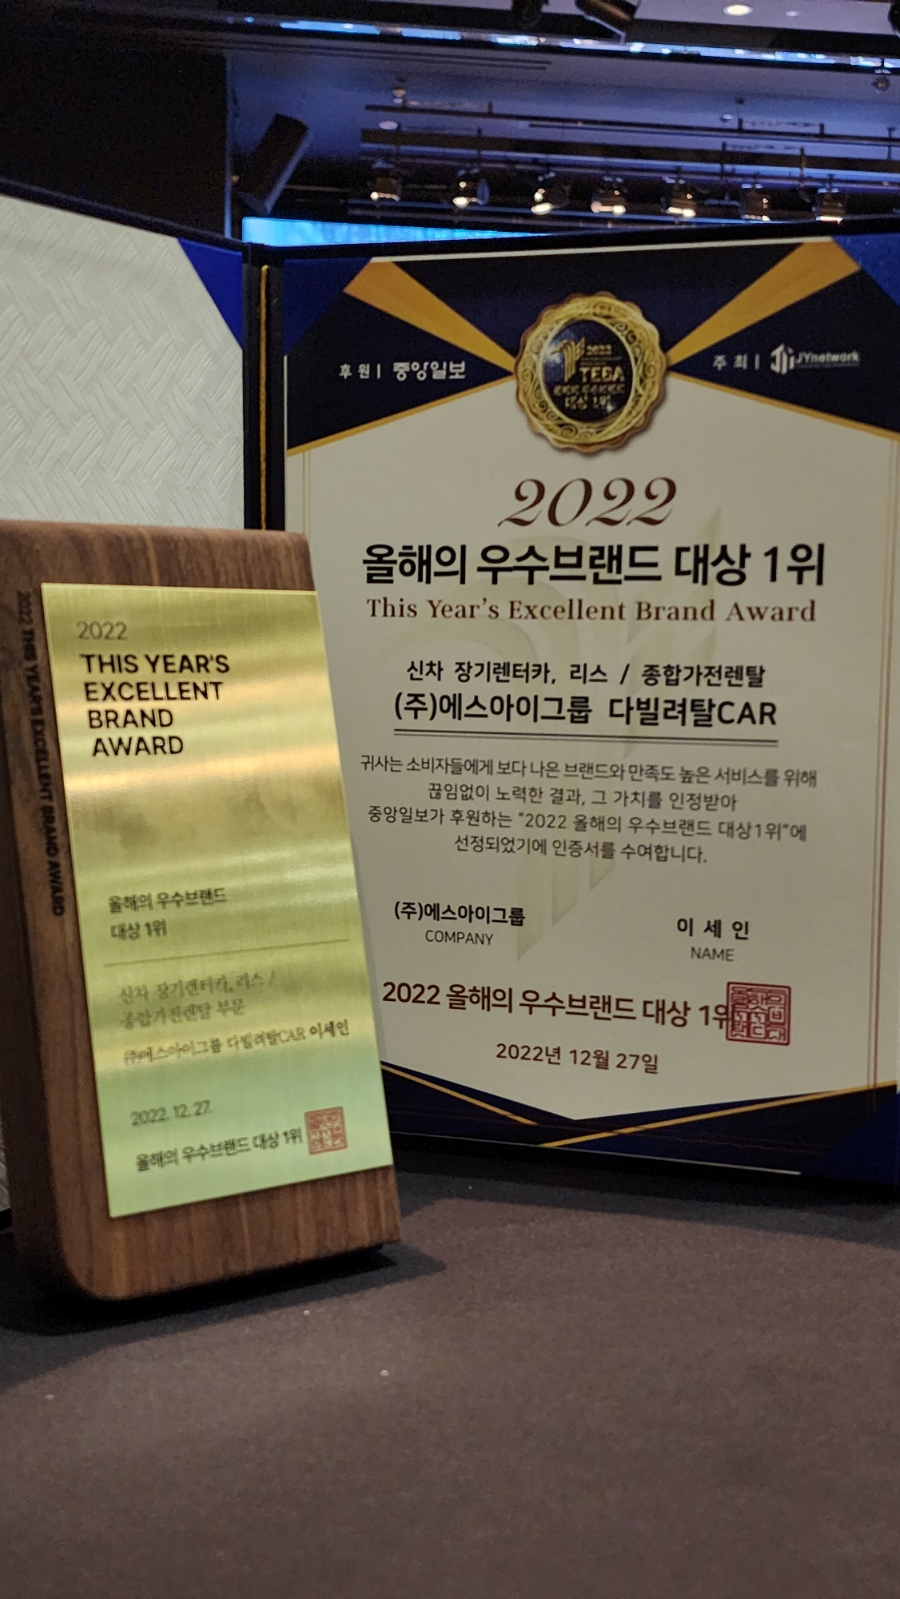 후 원 | 중앙일보
주 최 | JYnetwork
2022
TEBA
대상 1위
2022
올해의 우수브랜드 대상 1위
This Year's Excellent Brand Award
신차 장기렌터카, 리스 / 종합가전렌탈
(주)에스아이그룹 다빌려탈CAR
귀사는 소비자들에게 보다 나은 브랜드와 만족도 높은 서비스를 위해
끊임없이 노력한 결과, 그 가치를 인정받아
중앙일보가 후원하는 "2022 올해의 우수브랜드 대상1위"에
선정되었기에 인증서를 수여합니다.
(주)에스아이그룹
COMPANY
이 세 인
NAME
2022 올해의 우수브랜드 대상 1위
2022년 12월 27일
2022 THIS YEAR'S EXCELLENT BRAND AWARD
2022
THIS YEAR'S
EXCELLENT
BRAND
AWARD
올해의 우수브랜드
대상 1위
신차 장기렌터카, 리스 /
종합가전렌탈 부문
(주)에스아이그룹 다빌려탈CAR 이세인
2022. 12. 27.
올해의 우수브랜드 대상 1위